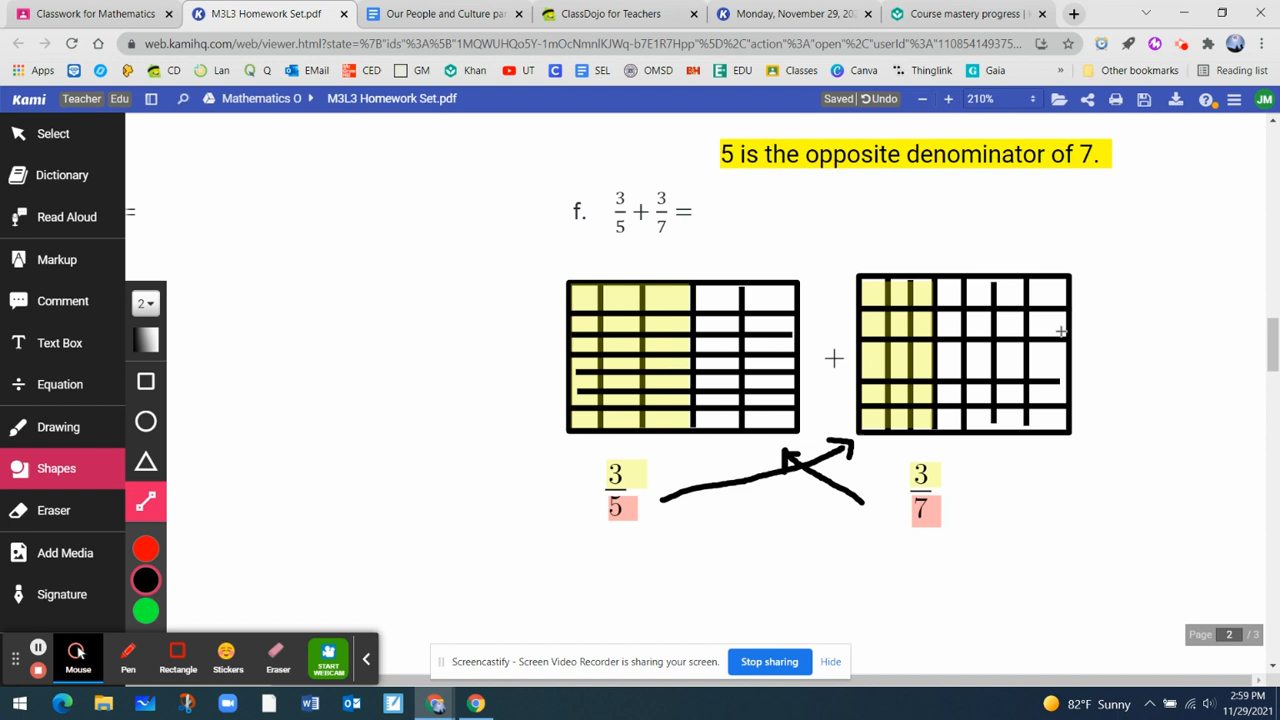 Classwork for Mathematics
M3L3 Homework Set.pdf
Our People and Culture par
ClassDojo for Teachers
Monday, November 29, 202
Course mastery progress |
web.kamihq.com/web/viewer.html?state=%7B"ids"%3A%5B"1MOWUHQo5Y-1mOcNmnlKJWq-b7E1R7Hpp"%5D%2C"action"%3A"open"%2C"userId"%3A"110854149375...
Apps
CD
Lan
O
EMail
CED
GM
Khan
UT
C
SEL
OMSD
BM
EDU
Classes
Canva
Thinglink
Gaia
»
Other bookmarks
Reading list
Kami
Teacher
Edu
Mathematics O
M3L3 Homework Set.pdf
Saved
Undo
210%
JM
Select
Dictionary
Read Aloud
Markup
Comment
Text Box
Equation
Drawing
Shapes
Eraser
Add Media
Signature
2
=
5 is the opposite denominator of 7.
f. 3/5 + 3/7 =
+
3/5
3/7
Page 2 / 3
Mouse
Pen
Rectangle
Stickers
Eraser
START WEBCAM
Screencastify - Screen Video Recorder is sharing your screen.
Stop sharing
Hide
82°F Sunny
2:59 PM
11/29/2021